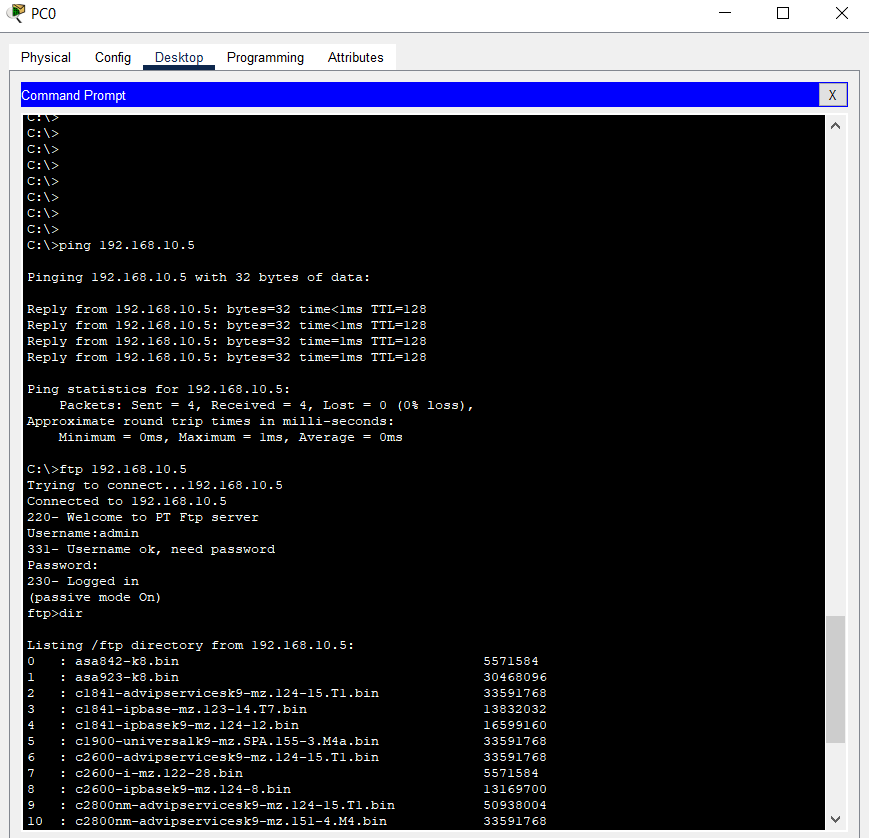 PC0
Physical Config Desktop Programming Attributes
Command Prompt X
C:\>
C:\>
C:\>
C:\>
C:\>
C:\>
C:\>
C:\>
C:\>ping 192.168.10.5
Pinging 192.168.10.5 with 32 bytes of data:
Reply from 192.168.10.5: bytes=32 time<1ms TTL=128
Reply from 192.168.10.5: bytes=32 time<1ms TTL=128
Reply from 192.168.10.5: bytes=32 time=1ms TTL=128
Reply from 192.168.10.5: bytes=32 time=1ms TTL=128
Ping statistics for 192.168.10.5:
Packets: Sent = 4, Received = 4, Lost = 0 (0% loss),
Approximate round trip times in milli-seconds:
Minimum = 0ms, Maximum = 1ms, Average = 0ms
C:\>ftp 192.168.10.5
Trying to connect...192.168.10.5
Connected to 192.168.10.5
220- Welcome to PT Ftp server
Username:admin
331- Username ok, need password
Password:
230- Logged in
(passive mode On)
ftp>dir
Listing /ftp directory from 192.168.10.5:
0 : asa842-k8.bin 5571584
1 : asa923-k8.bin 30468096
2 : c1841-advipservicesk9-mz.124-15.T1.bin 33591768
3 : c1841-ipbase-mz.123-14.T7.bin 13832032
4 : c1841-ipbasek9-mz.124-12.bin 16599160
5 : c1900-universalk9-mz.SPA.155-3.M4a.bin 33591768
6 : c2600-advipservicesk9-mz.124-15.T1.bin 33591768
7 : c2600-i-mz.122-28.bin 5571584
8 : c2600-ipbasek9-mz.124-8.bin 13169700
9 : c2800nm-advipservicesk9-mz.124-15.T1.bin 50938004
10 : c2800nm-advipservicesk9-mz.151-4.M4.bin 33591768